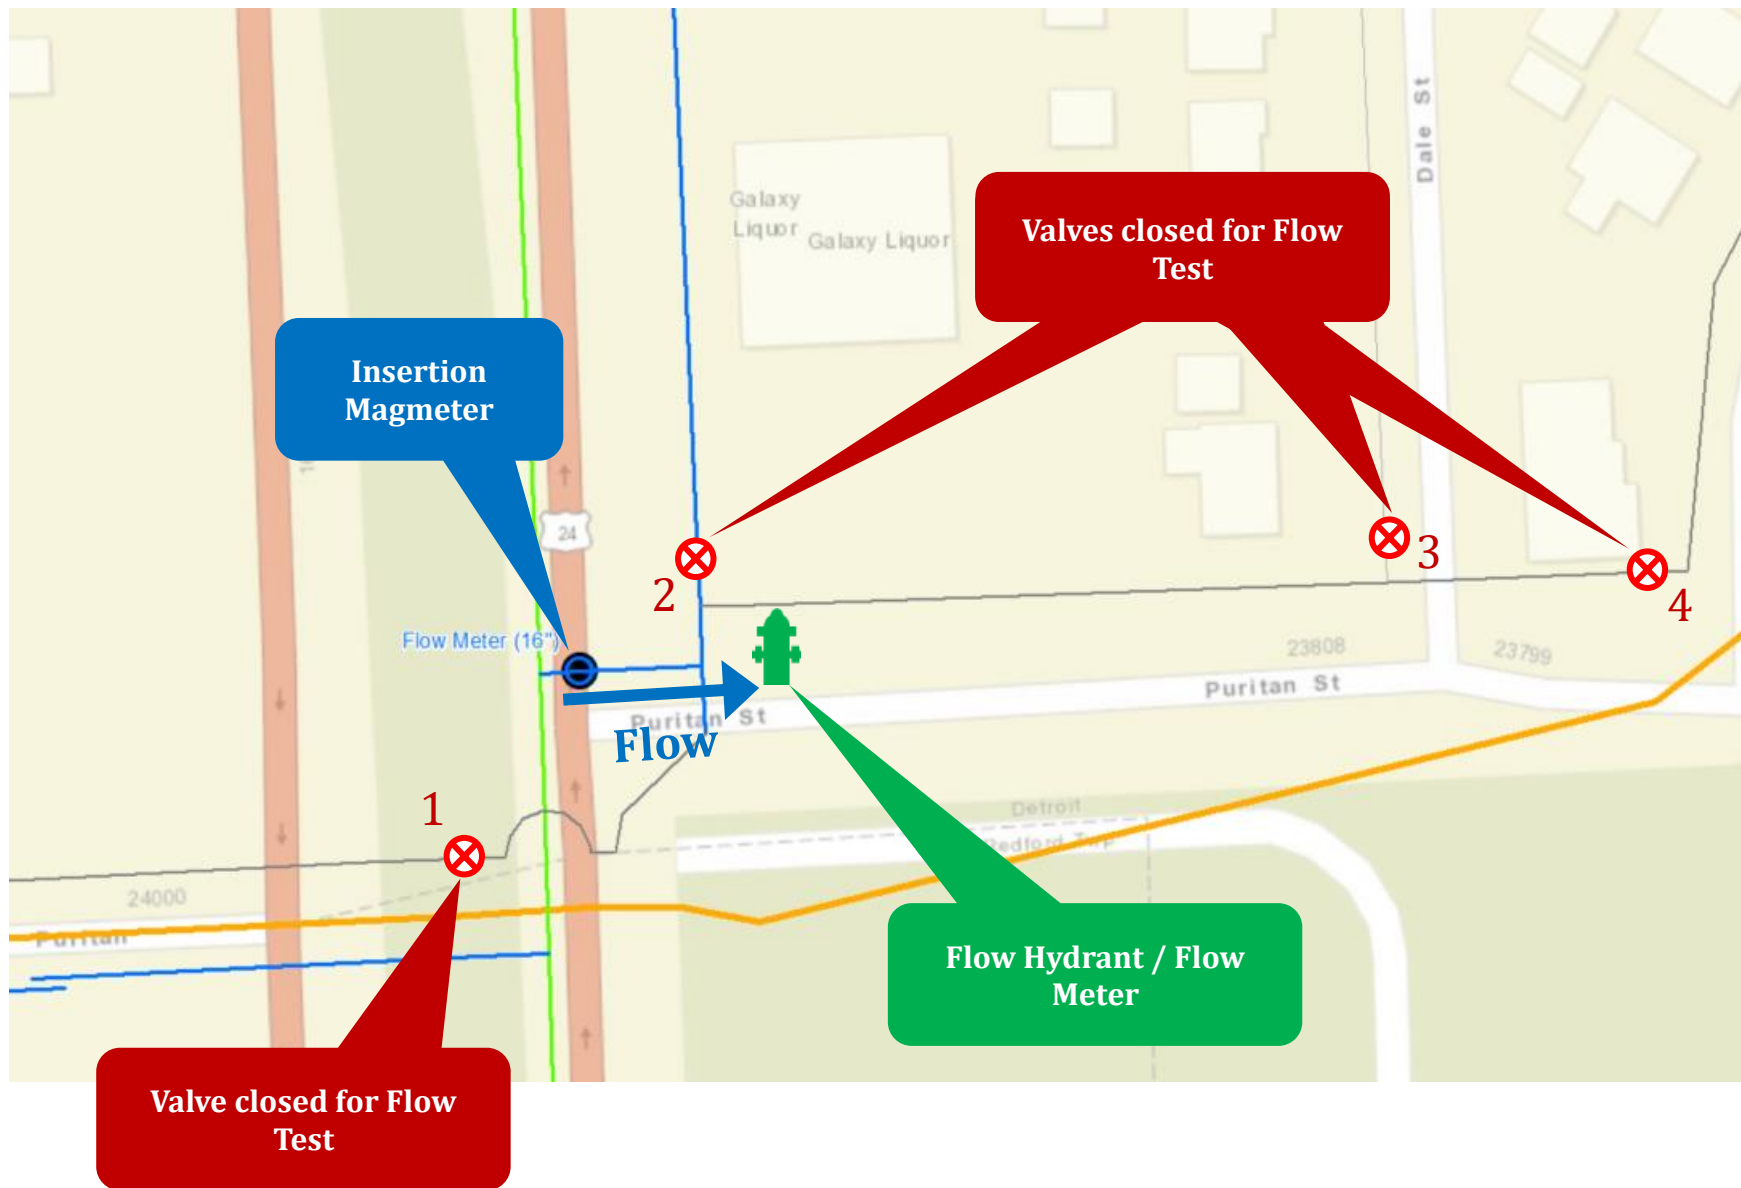 Dale St
Galaxy
Liquor
Galaxy Liquor
Valves closed for Flow
Test
Insertion
Magmeter
24
2
3
4
Flow Meter (16")
23808
23799
Puritan St
Puritan St
Flow
1
Detroit
Redford Twp
24000
Puritan
Flow Hydrant / Flow
Meter
Valve closed for Flow
Test